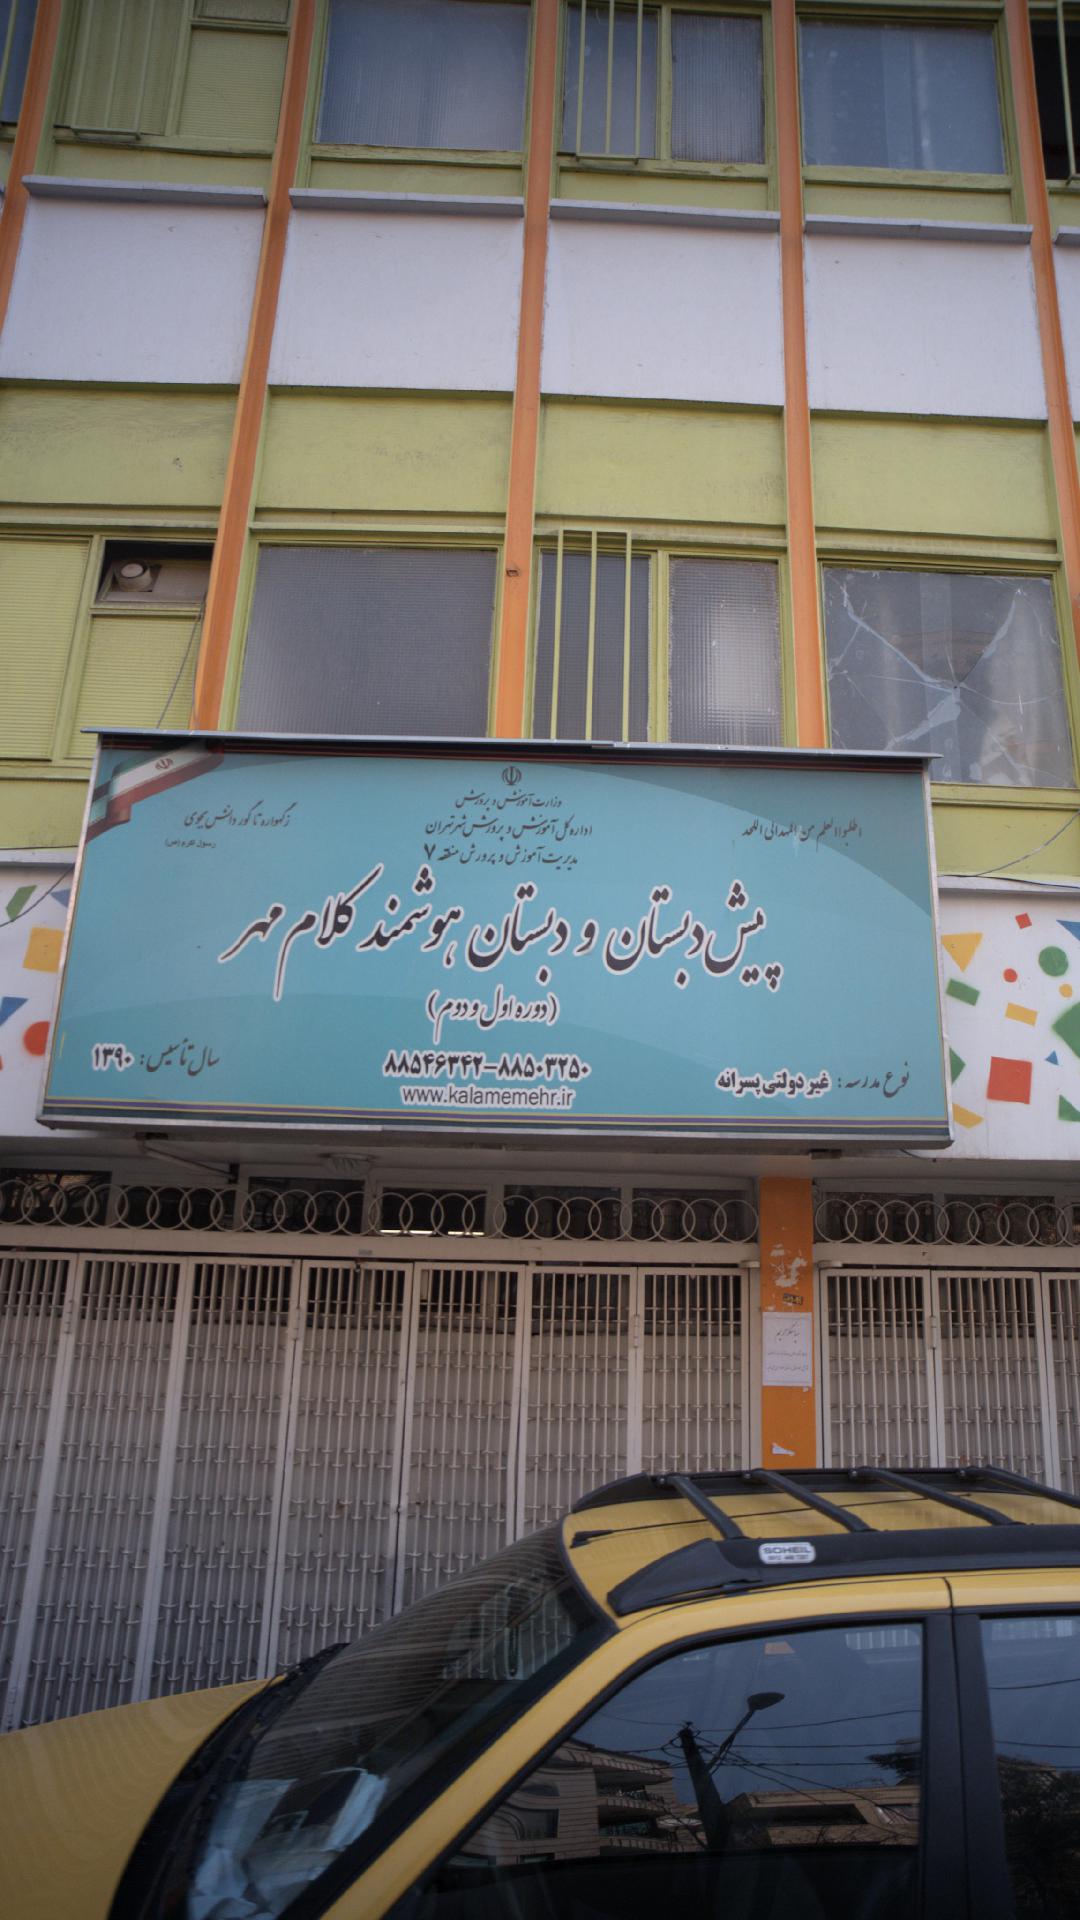 وزارت آموزش و پرورش
اداره کل آموزش و پرورش شهر تهران
مدیریت آموزش و پرورش منطقه ۷
اطلبوا العلم من المهد الی اللحد
ز گهواره تا گور دانش بجوی
رسول اکرم (ص)
پیش دبستان و دبستان هوشمند کلام مهر
(دوره اول و دوم)
نوع مدرسه : غیر دولتی پسرانه
۸۸۵۴۶۳۴۲-۸۸۵۰۳۲۵۰
www.kalamemehr.ir
سال تأسیس : ۱۳۹۰
SOHEIL